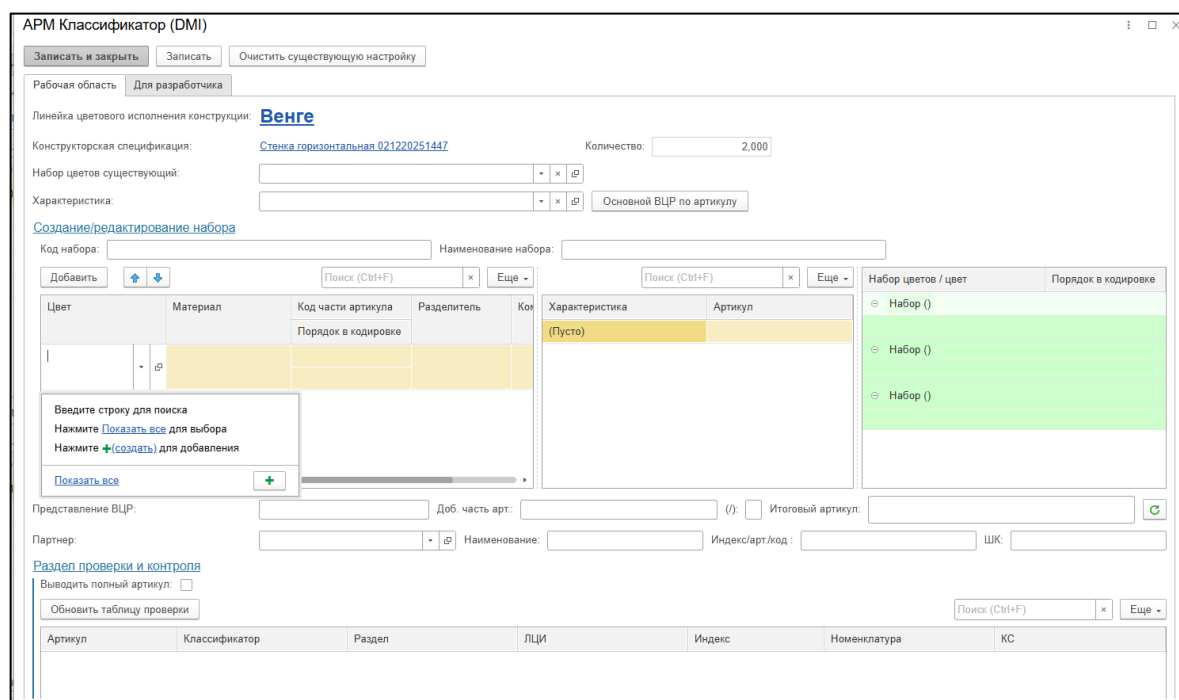 АРМ Классификатор (DMI)
Записать и закрыть Записать Очистить существующую настройку
Рабочая область Для разработчика
Линейка цветового исполнения конструкции: Венге
Конструкторская спецификация: Стенка горизонтальная 021220251447 Количество: 2,000
Набор цветов существующий:
Характеристика: Основной ВЦР по артикулу
Создание/редактирование набора
Код набора: Наименование набора:
Добавить Поиск (Ctrl+F) × Еще Поиск (Ctrl+F) × Еще Набор цветов / цвет Порядок в кодировке
Цвет Материал Код части артикула Разделитель Ком Характеристика Артикул Набор ()
Порядок в кодировке (Пусто)
Набор ()
Набор ()
Введите строку для поиска
Нажмите Показать все для выбора
Нажмите +(создать) для добавления
Показать все +
Представление ВЦР: Доб. часть арт.: (/): Итоговый артикул:
Партнер: Наименование: Индекс/арт./код : ШК:
Раздел проверки и контроля
Выводить полный артикул:
Обновить таблицу проверки Поиск (Ctrl+F) × Еще
Артикул Классификатор Раздел ЛЦИ Индекс Номенклатура КС